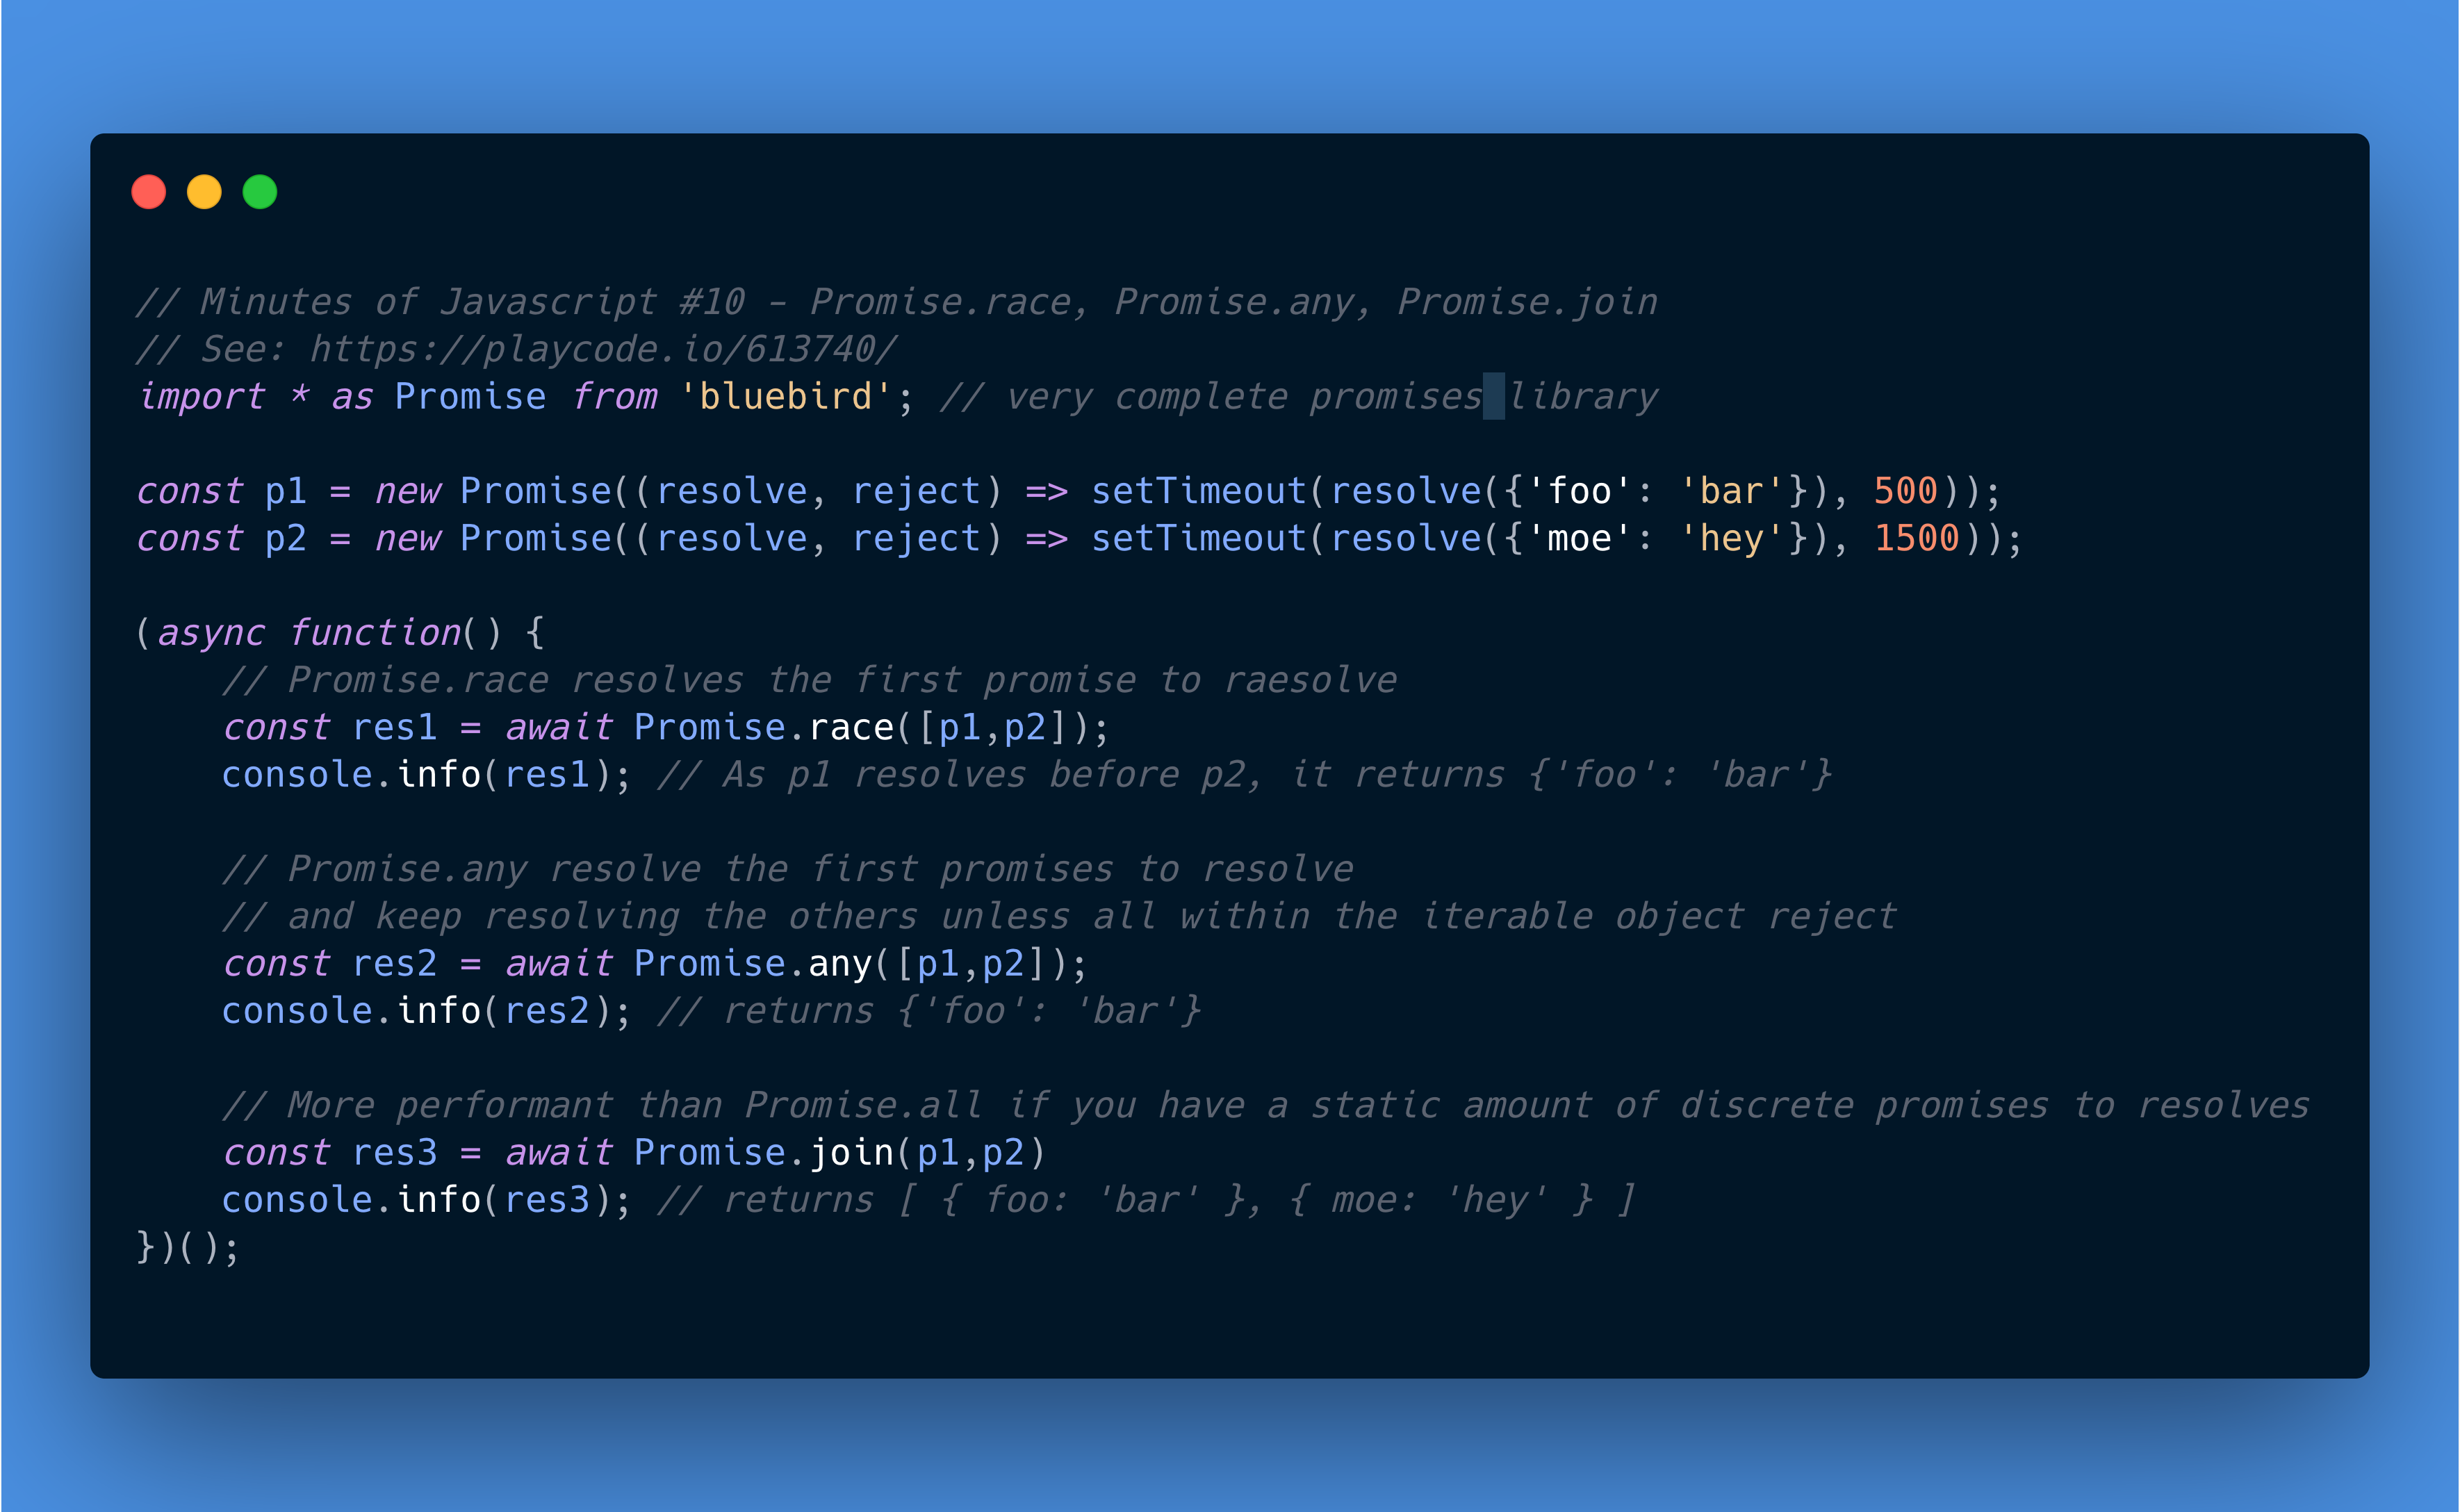 // Minutes of Javascript #10 - Promise.race, Promise.any, Promise.join
// See: https://playcode.io/613740/
import * as Promise from 'bluebird'; // very complete promises library

const p1 = new Promise((resolve, reject) => setTimeout(resolve({'foo': 'bar'}), 500));
const p2 = new Promise((resolve, reject) => setTimeout(resolve({'moe': 'hey'}), 1500));

(async function() {
    // Promise.race resolves the first promise to raesolve
    const res1 = await Promise.race([p1,p2]);
    console.info(res1); // As p1 resolves before p2, it returns {'foo': 'bar'}

    // Promise.any resolve the first promises to resolve
    // and keep resolving the others unless all within the iterable object reject
    const res2 = await Promise.any([p1,p2]);
    console.info(res2); // returns {'foo': 'bar'}

    // More performant than Promise.all if you have a static amount of discrete promises to resolves
    const res3 = await Promise.join(p1,p2)
    console.info(res3); // returns [ { foo: 'bar' }, { moe: 'hey' } ]
})();